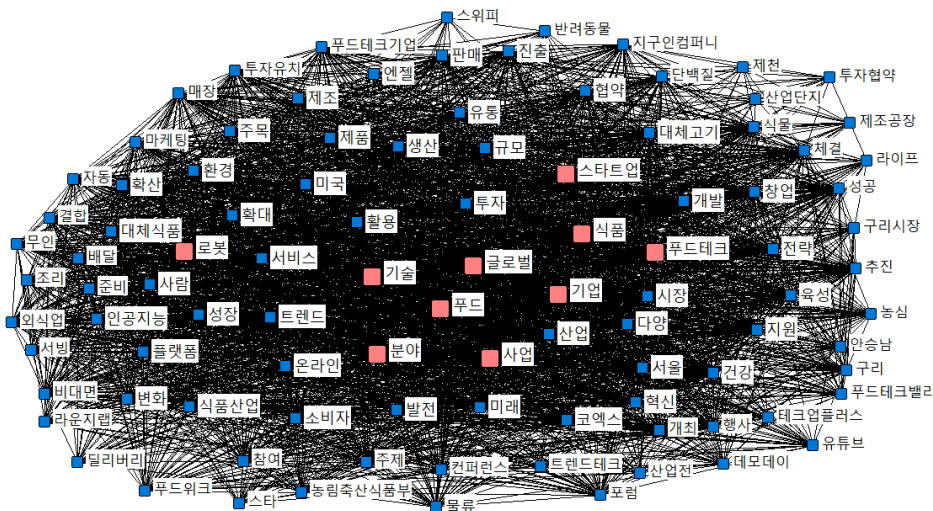 스위피
반려동물
푸드테크기업
판매
진출
지구인컴퍼니
투자유치
엔젤
단백질
제천
투자협약
매장
제조
협약
산업단지
유통
주목
제품
생산
규모
대체고기
식물
제조공장
마케팅
체결
라이프
환경
스타트업
자동
확산
미국
투자
개발
창업
성공
결합
확대
활용
대체식품
식품
구리시장
무인
로봇
배달
서비스
기술
글로벌
푸드테크
전략
추진
조리
준비
사람
기업
시장
육성
외식업
인공지능
성장
트렌드
푸드
농심
산업
다양
지원
서빙
플랫폼
분야
사업
안승남
온라인
서울
건강
구리
비대면
변화
식품산업
소비자
발전
미래
코엑스
혁신
푸드테크밸리
라운지랩
개최
행사
테크업플러스
유튜브
딜리버리
참여
주제
컨퍼런스
트렌드테크
산업전
데모데이
푸드위크
스타
농림축산식품부
물류
포럼